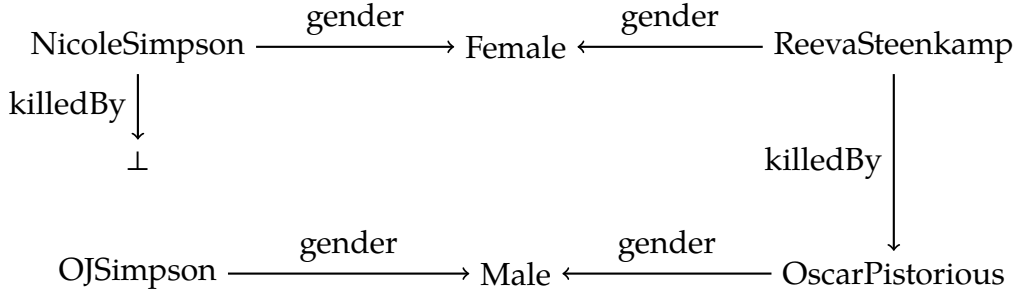 gender gender
NicoleSimpson Female ReevaSteenkamp
killedBy
⊥ killedBy
gender gender
OJSimpson Male OscarPistorious